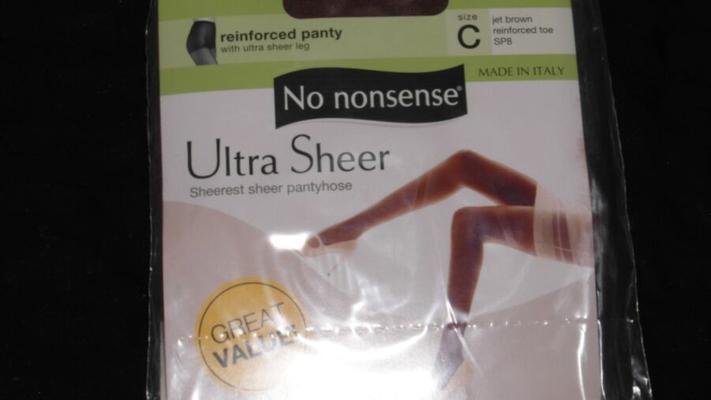 reinforced panty
with ultra sheer leg
size
C
jet brown
reinforced toe
SP8
MADE IN ITALY
No nonsense®
Ultra Sheer
Sheerest sheer pantyhose
GREAT
VALUE!